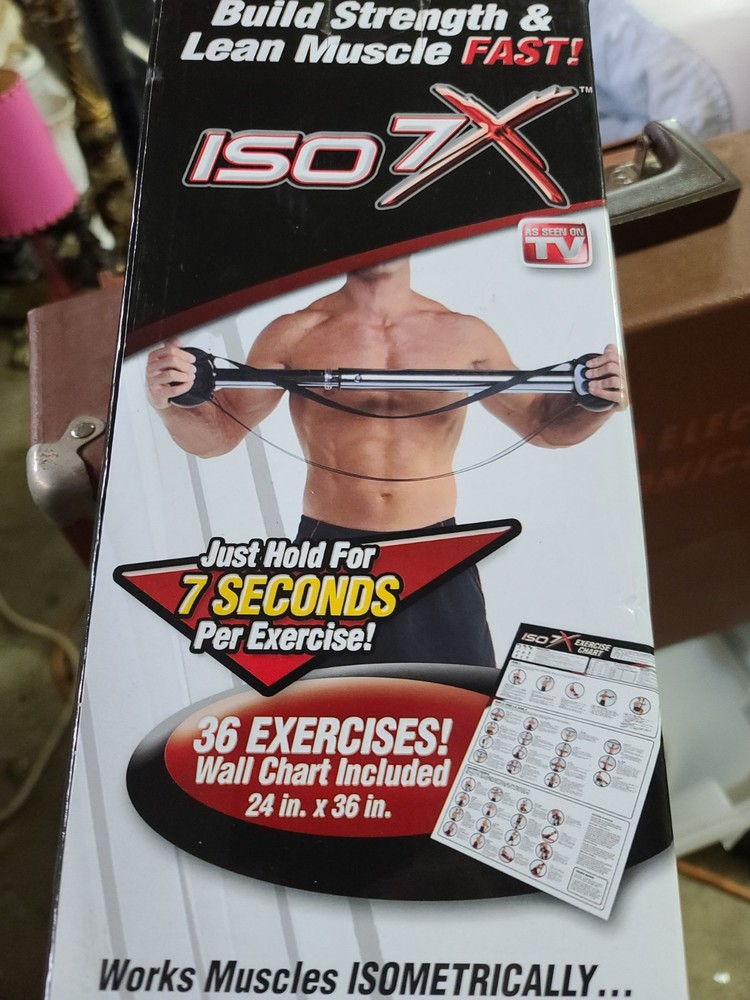 Build Strength &
Lean Muscle FAST!
ISO 7X™
AS SEEN ON
TV
Just Hold For
7 SECONDS
Per Exercise!
36 EXERCISES!
Wall Chart Included
24 in. x 36 in.
ISO 7X EXERCISE
CHART
Works Muscles ISOMETRICALLY...